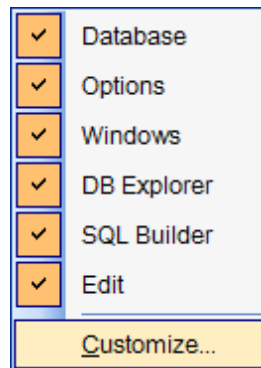 Database
Options
Windows
DB Explorer
SQL Builder
Edit
Customize...